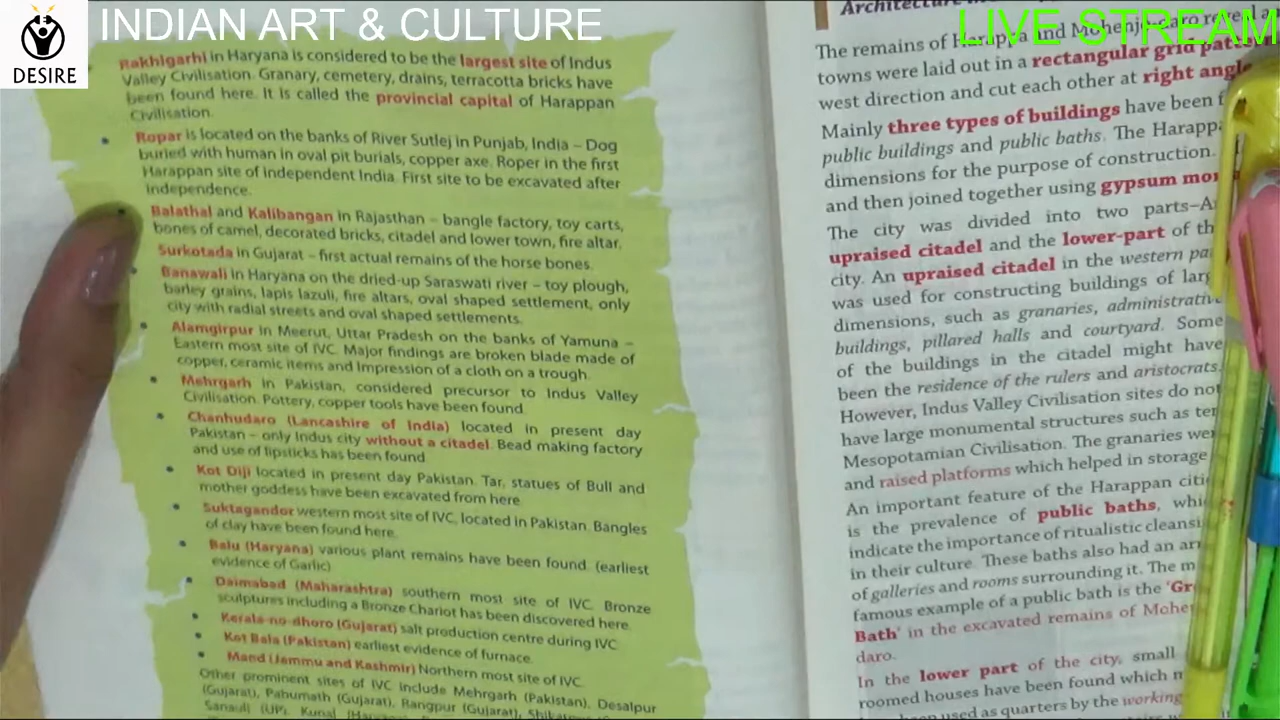 INDIAN ART & CULTURE
LIVE STREAM
DESIRE
Rakhigarhi in Haryana is considered to be the largest site of Indus
Valley Civilisation. Granary, cemetery, drains, terracotta bricks have
been found here. It is called the provincial capital of Harappan
Civilisation.
Ropar is located on the banks of River Sutlej in Punjab, India – Dog
buried with human in oval pit burials, copper axe. Roper in the first
Harappan site of independent India. First site to be excavated after
independence.
Balathal and Kalibangan in Rajasthan – bangle factory, toy carts,
bones of camel, decorated bricks, citadel and lower town, fire altar.
Surkotada in Gujarat – first actual remains of the horse bones.
Banawali in Haryana on the dried-up Saraswati river – toy plough,
barley grains, lapis lazuli, fire altars, oval shaped settlement, only
city with radial streets and oval shaped settlements.
Alamgirpur in Meerut, Uttar Pradesh on the banks of Yamuna –
Eastern most site of IVC. Major findings are broken blade made of
copper, ceramic items and Impression of a cloth on a trough.
Mehrgarh in Pakistan, considered precursor to Indus Valley
Civilisation. Pottery, copper tools have been found
Chanhudaro (Lancashire of India) located in present day
Pakistan – only Indus city without a citadel. Bead making factory
and use of lipsticks has been found
Kot Diji located in present day Pakistan. Tar, statues of Bull and
mother goddess have been excavated from here
Suktagandor western most site of IVC, located in Pakistan. Bangles
of clay have been found here.
Balu (Haryana) various plant remains have been found. (earliest
evidence of Garlic)
Daimabad (Maharashtra) southern most site of IVC. Bronze
sculptures including a Bronze Chariot has been discovered here.
Kerala-no-dhoro (Gujarat) salt production centre during IVC
Kot Bala (Pakistan) earliest evidence of furnace.
Mand (Jammu and Kashmir) Northern most site of IVC.
Other prominent sites of IVC include Mehrgarh (Pakistan), Desalpur
(Gujarat), Pabumath (Gujarat), Rangpur (Gujarat),
Sanauli (UP), Kunal
The remains of Harappa and Mohenjo-daro reveal
towns were laid out in a rectangular grid
west direction and cut each other at right
Mainly three types of buildings have been
public buildings and public baths. The
dimensions for the purpose of construction.
and then joined together using gypsum
The city was divided into two parts–
upraised citadel and the lower-part of
city. An upraised citadel in the western
was used for constructing buildings of
dimensions, such as granaries, administrative
buildings, pillared halls and courtyard. Some
of the buildings in the citadel might have
been the residence of the rulers and aristocrats.
However, Indus Valley Civilisation sites do not
have large monumental structures such as
Mesopotamian Civilisation. The granaries
and raised platforms which helped in storage
An important feature of the Harappan
is the prevalence of public baths,
indicate the importance of ritualistic
in their culture. These baths also had an
of galleries and rooms surrounding it. The
famous example of a public bath is the
Bath' in the excavated remains of
daro.
In the lower part of the city, small
roomed houses have been found which
used as quarters by the working